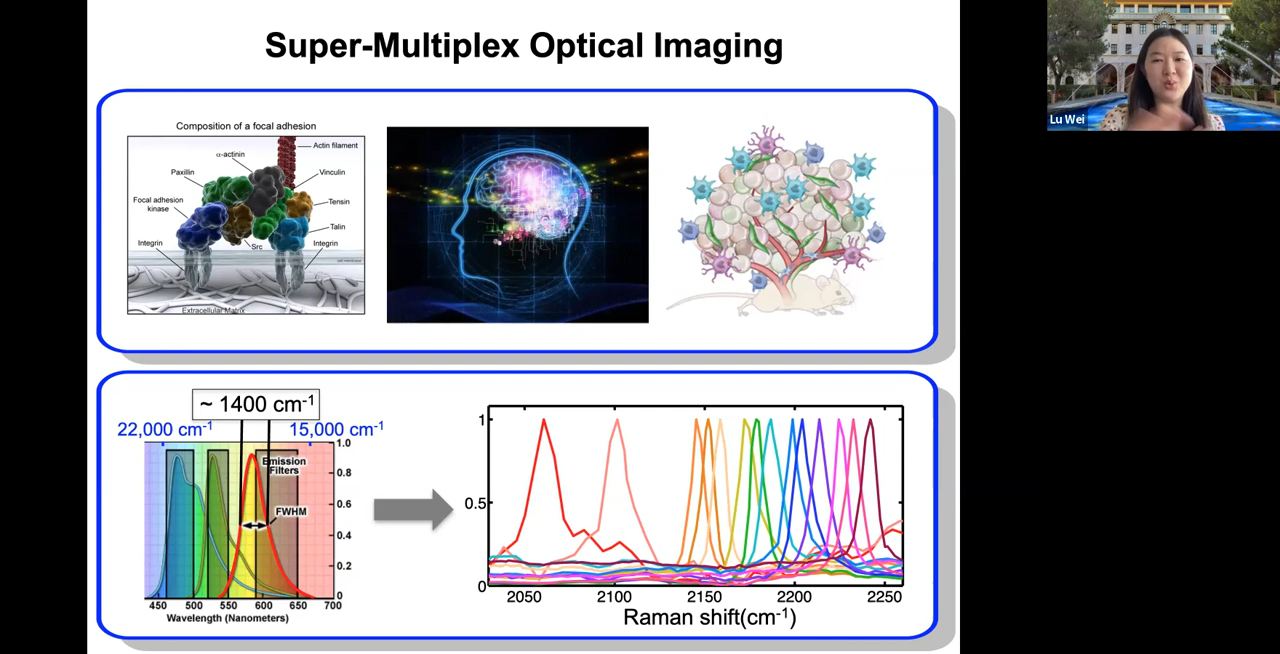 Super-Multiplex Optical Imaging
Lu Wei
Composition of a focal adhesion
Actin filament
α-actinin
Paxillin
Vinculin
Focal adhesion
kinase
Tensin
Talin
Integrin
Src
Integrin
cell membrane
Extracellular Matrix
~ 1400 cm⁻¹
22,000 cm⁻¹
15,000 cm⁻¹
Emission
Filters
FWHM
1.0
0.8
0.6
0.4
0.2
0
450 500 550 600 650 700
Wavelength (Nanometers)
1
0.5
0
2050 2100 2150 2200 2250
Raman shift(cm⁻¹)